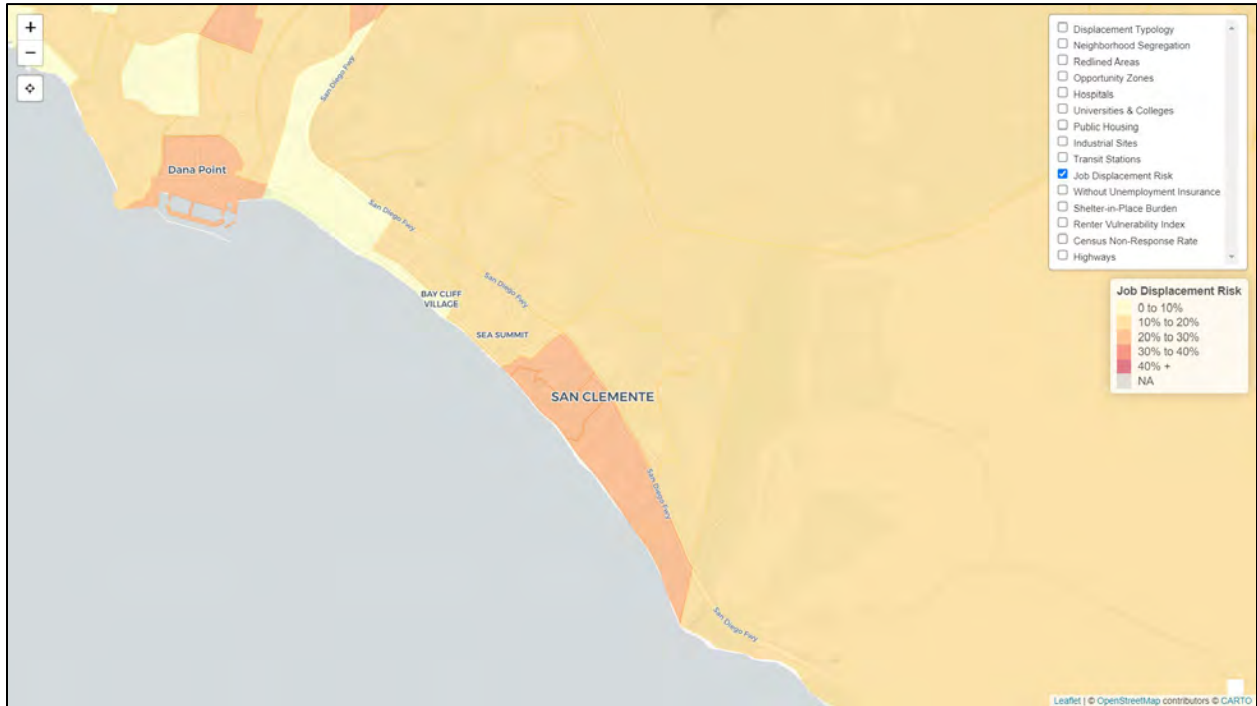 +
−
San Diego Fwy
Dana Point
San Diego Fwy
San Diego Fwy
BAY CLIFF
VILLAGE
SEA SUMMIT
SAN CLEMENTE
San Diego Fwy
San Diego Fwy
Displacement Typology
Neighborhood Segregation
Redlined Areas
Opportunity Zones
Hospitals
Universities & Colleges
Public Housing
Industrial Sites
Transit Stations
Job Displacement Risk
Without Unemployment Insurance
Shelter-in-Place Burden
Renter Vulnerability Index
Census Non-Response Rate
Highways
Job Displacement Risk
0 to 10%
10% to 20%
20% to 30%
30% to 40%
40% +
NA
Leaflet | © OpenStreetMap contributors © CARTO